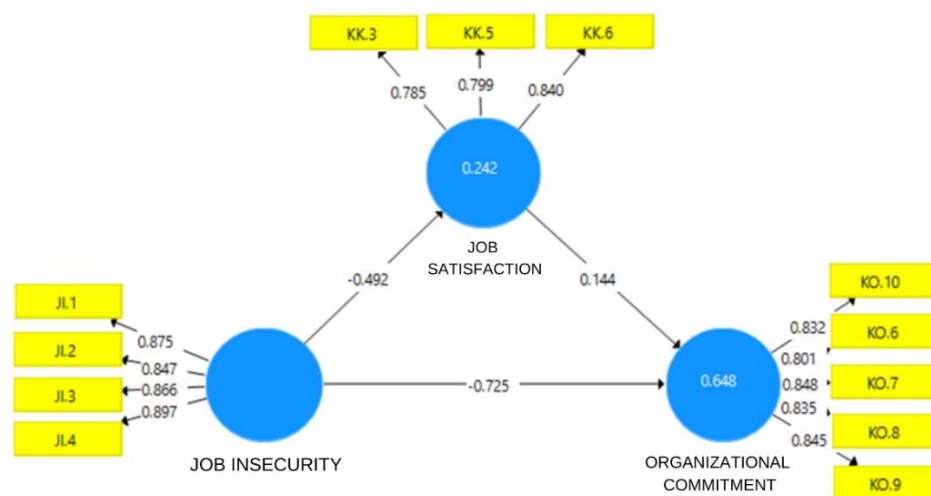 KK.3
KK.5
KK.6
0.785
0.799
0.840
0.242
JOB
SATISFACTION
-0.492
0.144
JI.1
JI.2
JI.3
JI.4
0.875
0.847
0.866
0.897
JOB INSECURITY
-0.725
0.648
ORGANIZATIONAL
COMMITMENT
0.832
0.801
0.848
0.835
0.845
KO.10
KO.6
KO.7
KO.8
KO.9